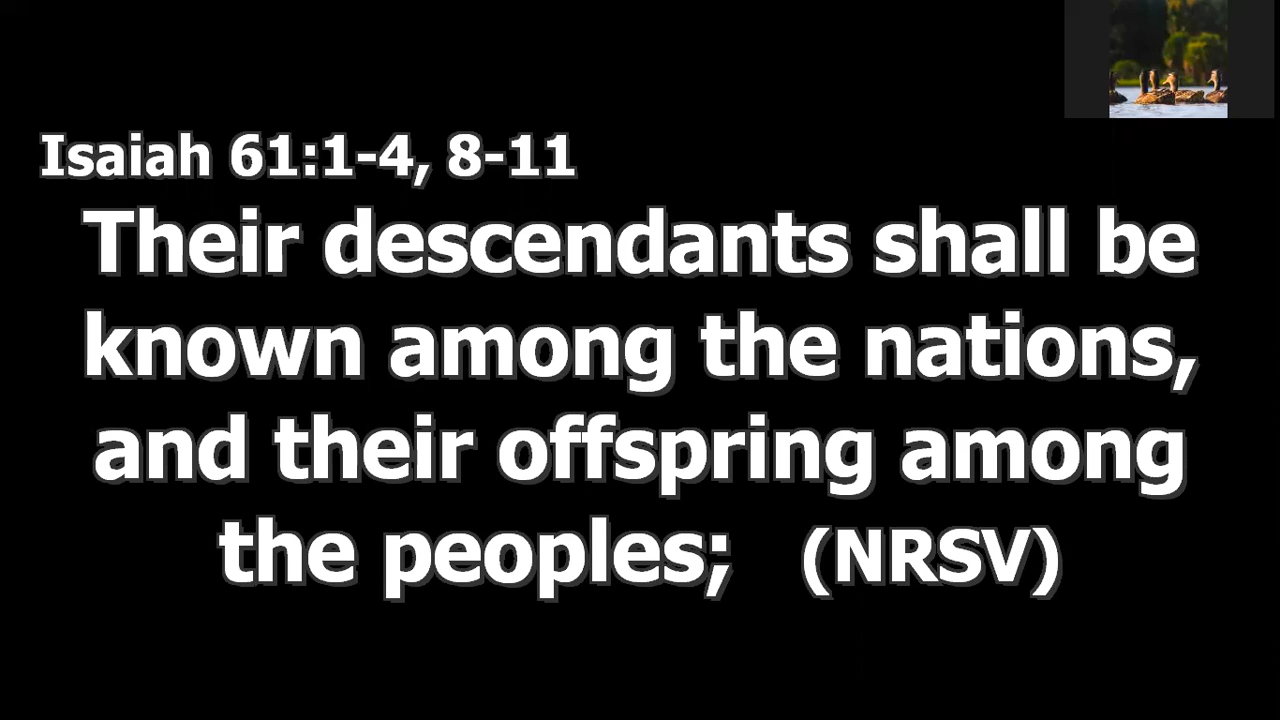 Isaiah 61:1-4, 8-11
Their descendants shall be
known among the nations,
and their offspring among
the peoples; (NRSV)